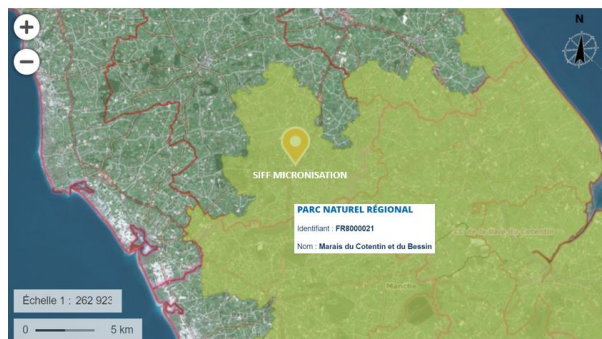 +
N
−
SIFF MICRONISATION
PARC NATUREL RÉGIONAL
Identifiant : FR8000021
Nom : Marais du Cotentin et du Bessin
Manche
Échelle 1 : 262 923
0 5 km